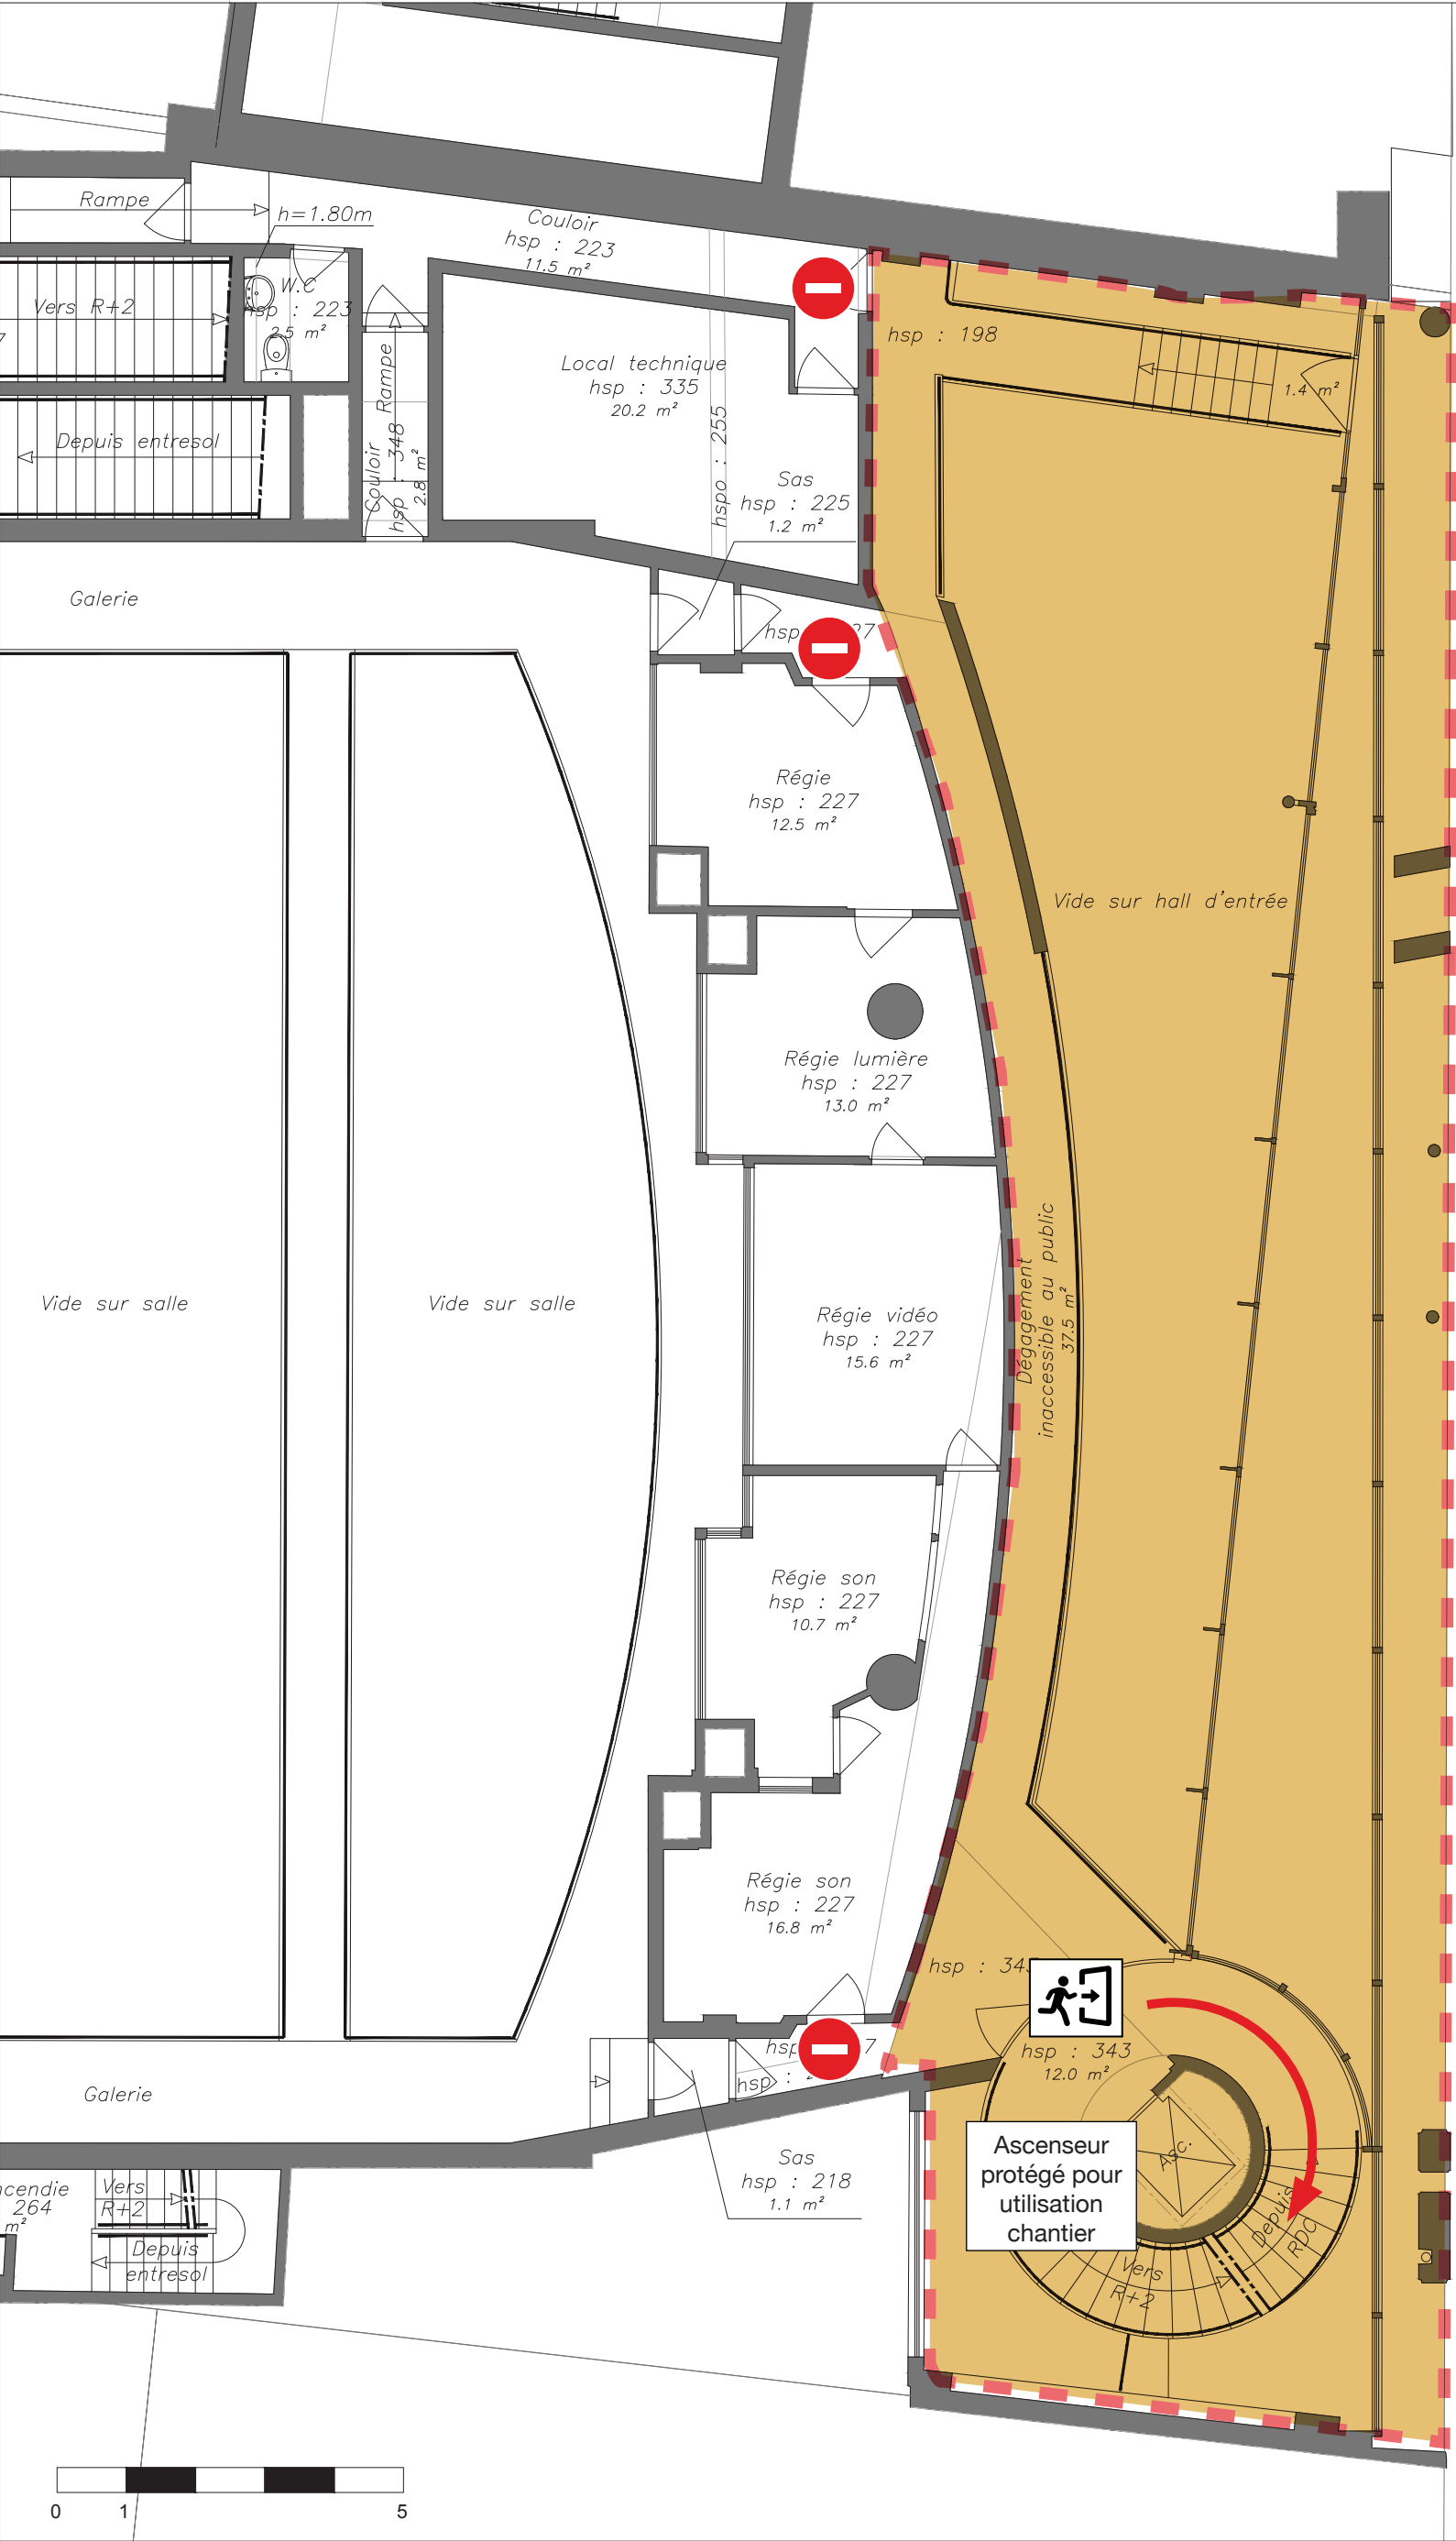 Rampe
h=1.80m
Couloir
hsp : 223
11.5 m²
W.C
hsp : 223
2.5 m²
Vers R+2
Depuis entresol
Couloir Rampe
hsp : 348
2.8 m²
Local technique
hsp : 335
20.2 m²
hspo : 255
hsp : 198
1.4 m²
Sas
hsp : 225
1.2 m²
Galerie
hsp
Régie
hsp : 227
12.5 m²
Vide sur hall d'entrée
Régie lumière
hsp : 227
13.0 m²
Dégagement
inaccessible au public
37.5 m²
Vide sur salle
Vide sur salle
Régie vidéo
hsp : 227
15.6 m²
Régie son
hsp : 227
10.7 m²
Régie son
hsp : 227
16.8 m²
hsp :
hsp : 343
12.0 m²
hsp
hsp :
Galerie
Asc.
Ascenseur
protégé pour
utilisation
chantier
Sas
hsp : 218
1.1 m²
Depuis
RDC
Vers
R+2
264
m²
Vers
R+2
Depuis
entresol
0 1 5